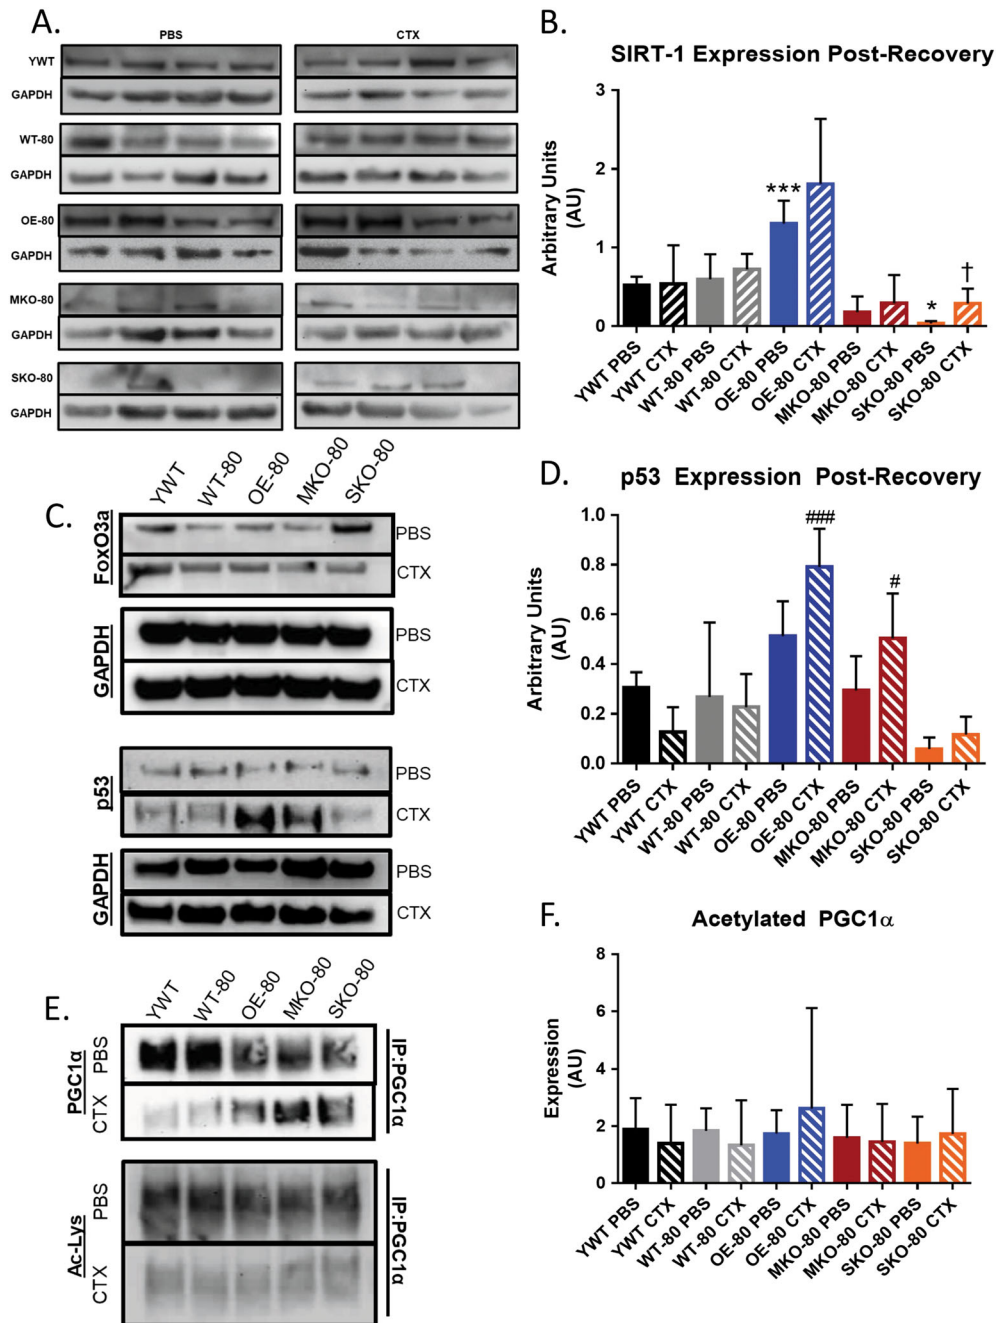 A.
PBS
CTX
YWT
GAPDH
WT-80
GAPDH
OE-80
GAPDH
MKO-80
GAPDH
SKO-80
GAPDH
B.
SIRT-1 Expression Post-Recovery
Arbitrary Units
(AU)
3
2
1
0
***
*
†
YWT PBS
YWT CTX
WT-80 PBS
WT-80 CTX
OE-80 PBS
OE-80 CTX
MKO-80 PBS
MKO-80 CTX
SKO-80 PBS
SKO-80 CTX
C.
YWT
WT-80
OE-80
MKO-80
SKO-80
FoxO3a
PBS
CTX
GAPDH
PBS
CTX
p53
PBS
CTX
GAPDH
PBS
CTX
D.
p53 Expression Post-Recovery
Arbitrary Units
(AU)
1.0
0.8
0.6
0.4
0.2
0.0
###
#
YWT PBS
YWT CTX
WT-80 PBS
WT-80 CTX
OE-80 PBS
OE-80 CTX
MKO-80 PBS
MKO-80 CTX
SKO-80 PBS
SKO-80 CTX
E.
YWT
WT-80
OE-80
MKO-80
SKO-80
PGC1α
PBS
CTX
IP:PGC1α
Ac-Lys
PBS
CTX
IP:PGC1α
F.
Acetylated PGC1α
Expression
(AU)
8
6
4
2
0
YWT PBS
YWT CTX
WT-80 PBS
WT-80 CTX
OE-80 PBS
OE-80 CTX
MKO-80 PBS
MKO-80 CTX
SKO-80 PBS
SKO-80 CTX